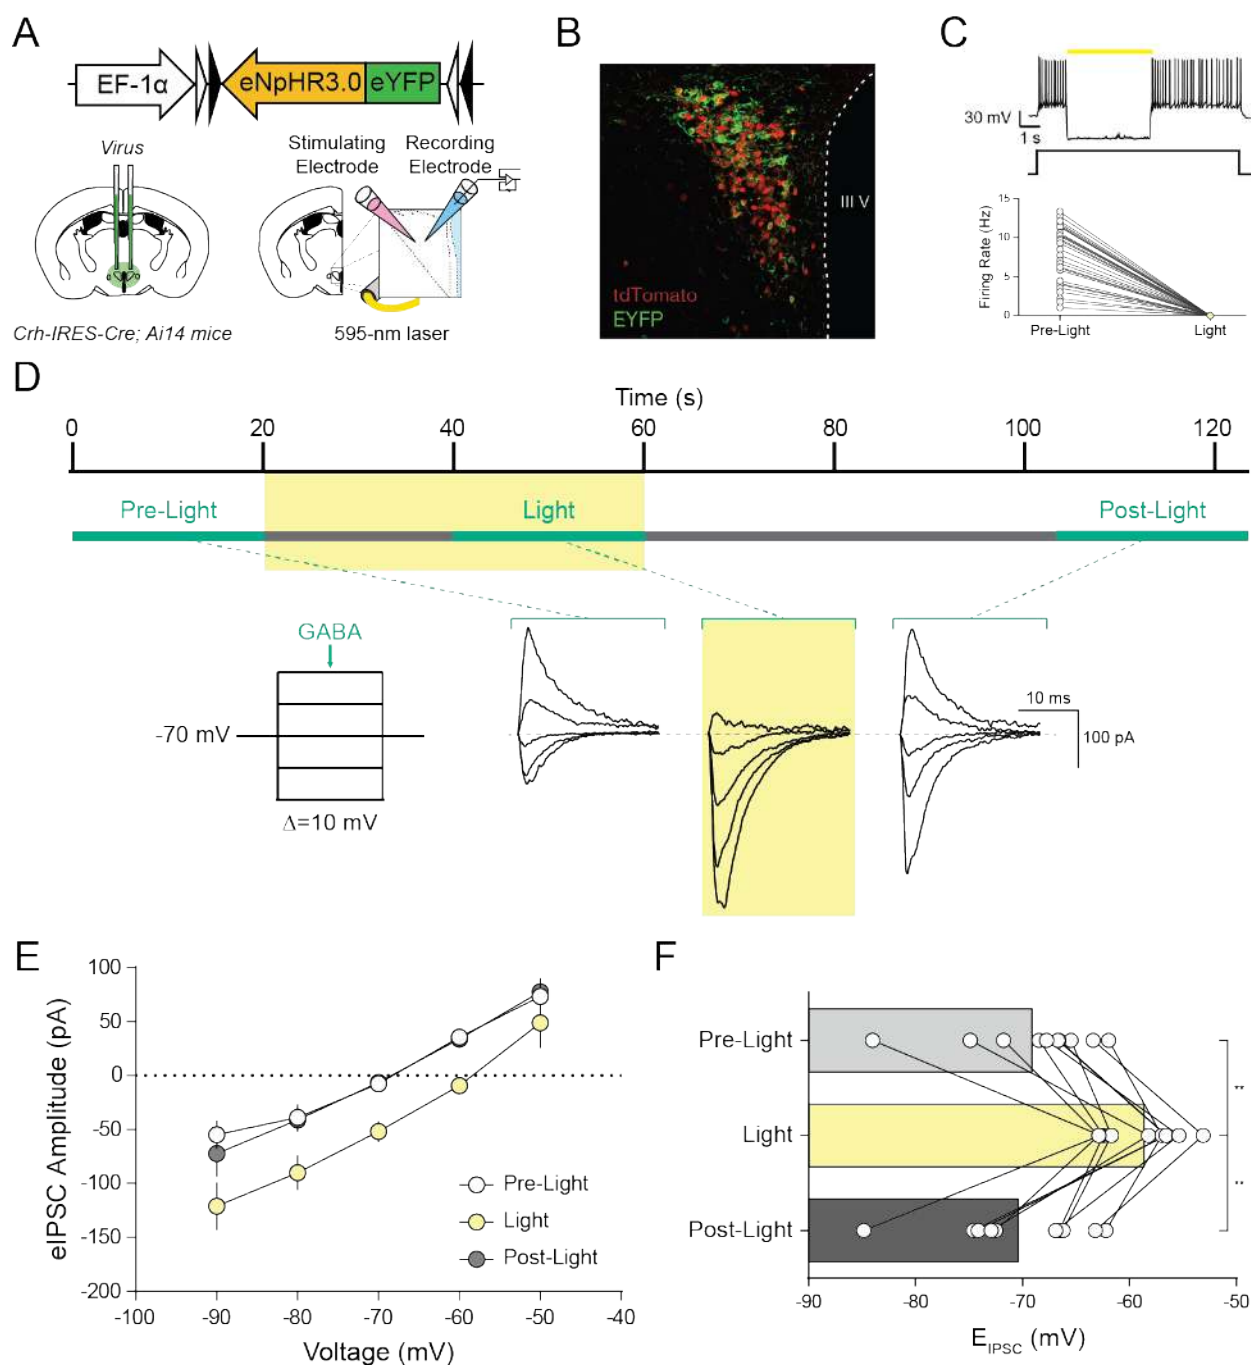 A
EF-1α
eNpHR3.0
eYFP
Virus
Stimulating
Electrode
Recording
Electrode
Crh-IRES-Cre; Ai14 mice
595-nm laser
B
III V
tdTomato
EYFP
C
30 mV
1 s
Firing Rate (Hz)
15
10
5
0
Pre-Light
Light
D
Time (s)
0
20
40
60
80
100
120
Pre-Light
Light
Post-Light
GABA
-70 mV
Δ=10 mV
10 ms
100 pA
E
eIPSC Amplitude (pA)
100
50
0
-50
-100
-150
-200
-100
-90
-80
-70
-60
-50
-40
Voltage (mV)
Pre-Light
Light
Post-Light
F
Pre-Light
Light
Post-Light
**
**
-90
-80
-70
-60
-50
E_IPSC (mV)